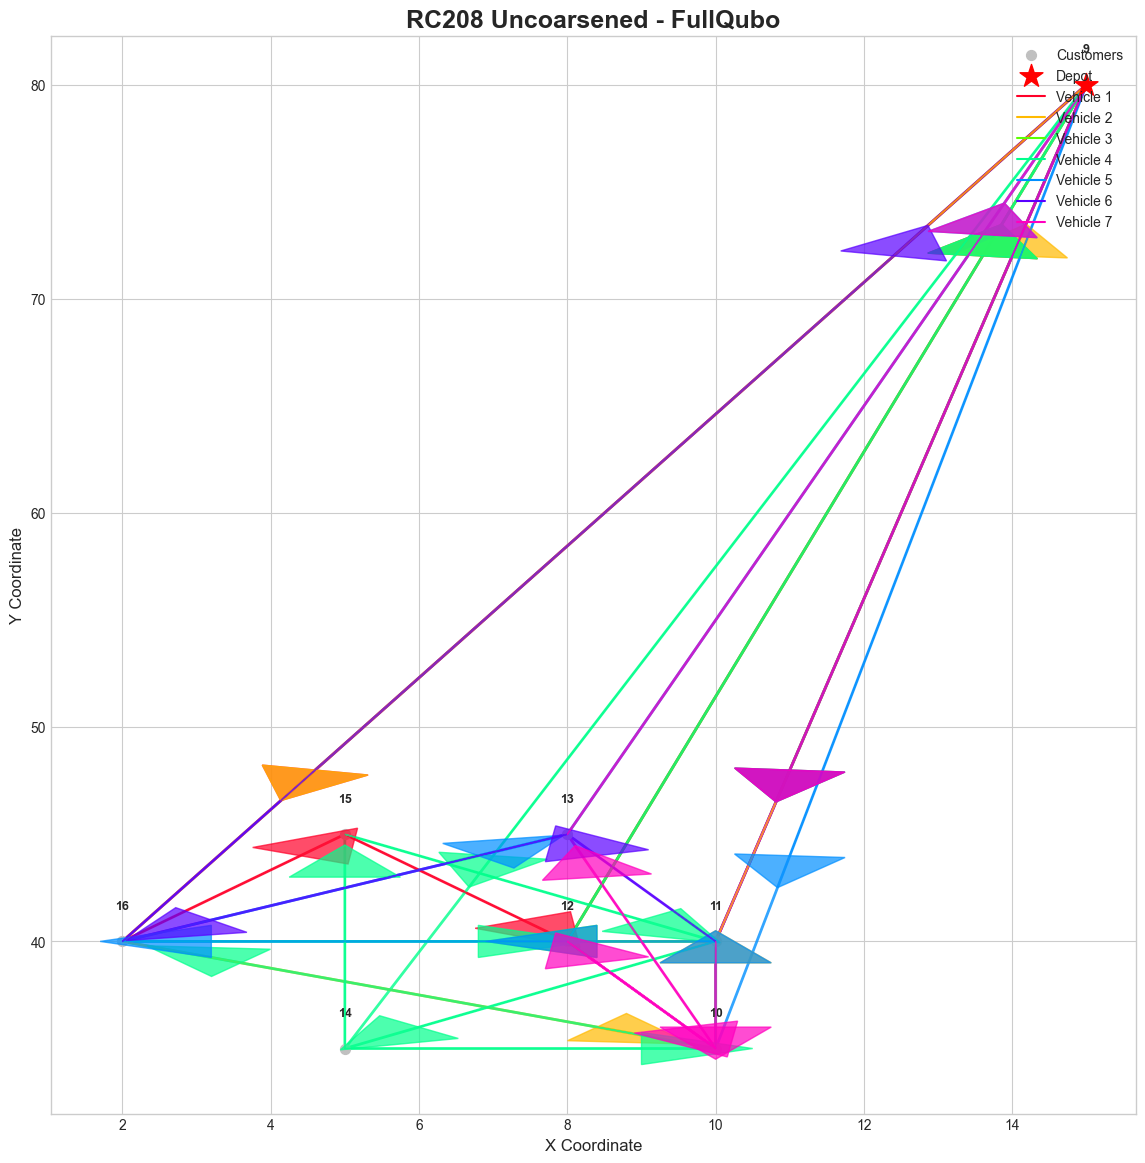 RC208 Uncoarsened - FullQubo
9
Customers
Depot
Vehicle 1
Vehicle 2
Vehicle 3
Vehicle 4
Vehicle 5
Vehicle 6
Vehicle 7
80
70
60
50
40
15
13
16
12
11
14
10
2
4
6
8
10
12
14
X Coordinate
Y Coordinate